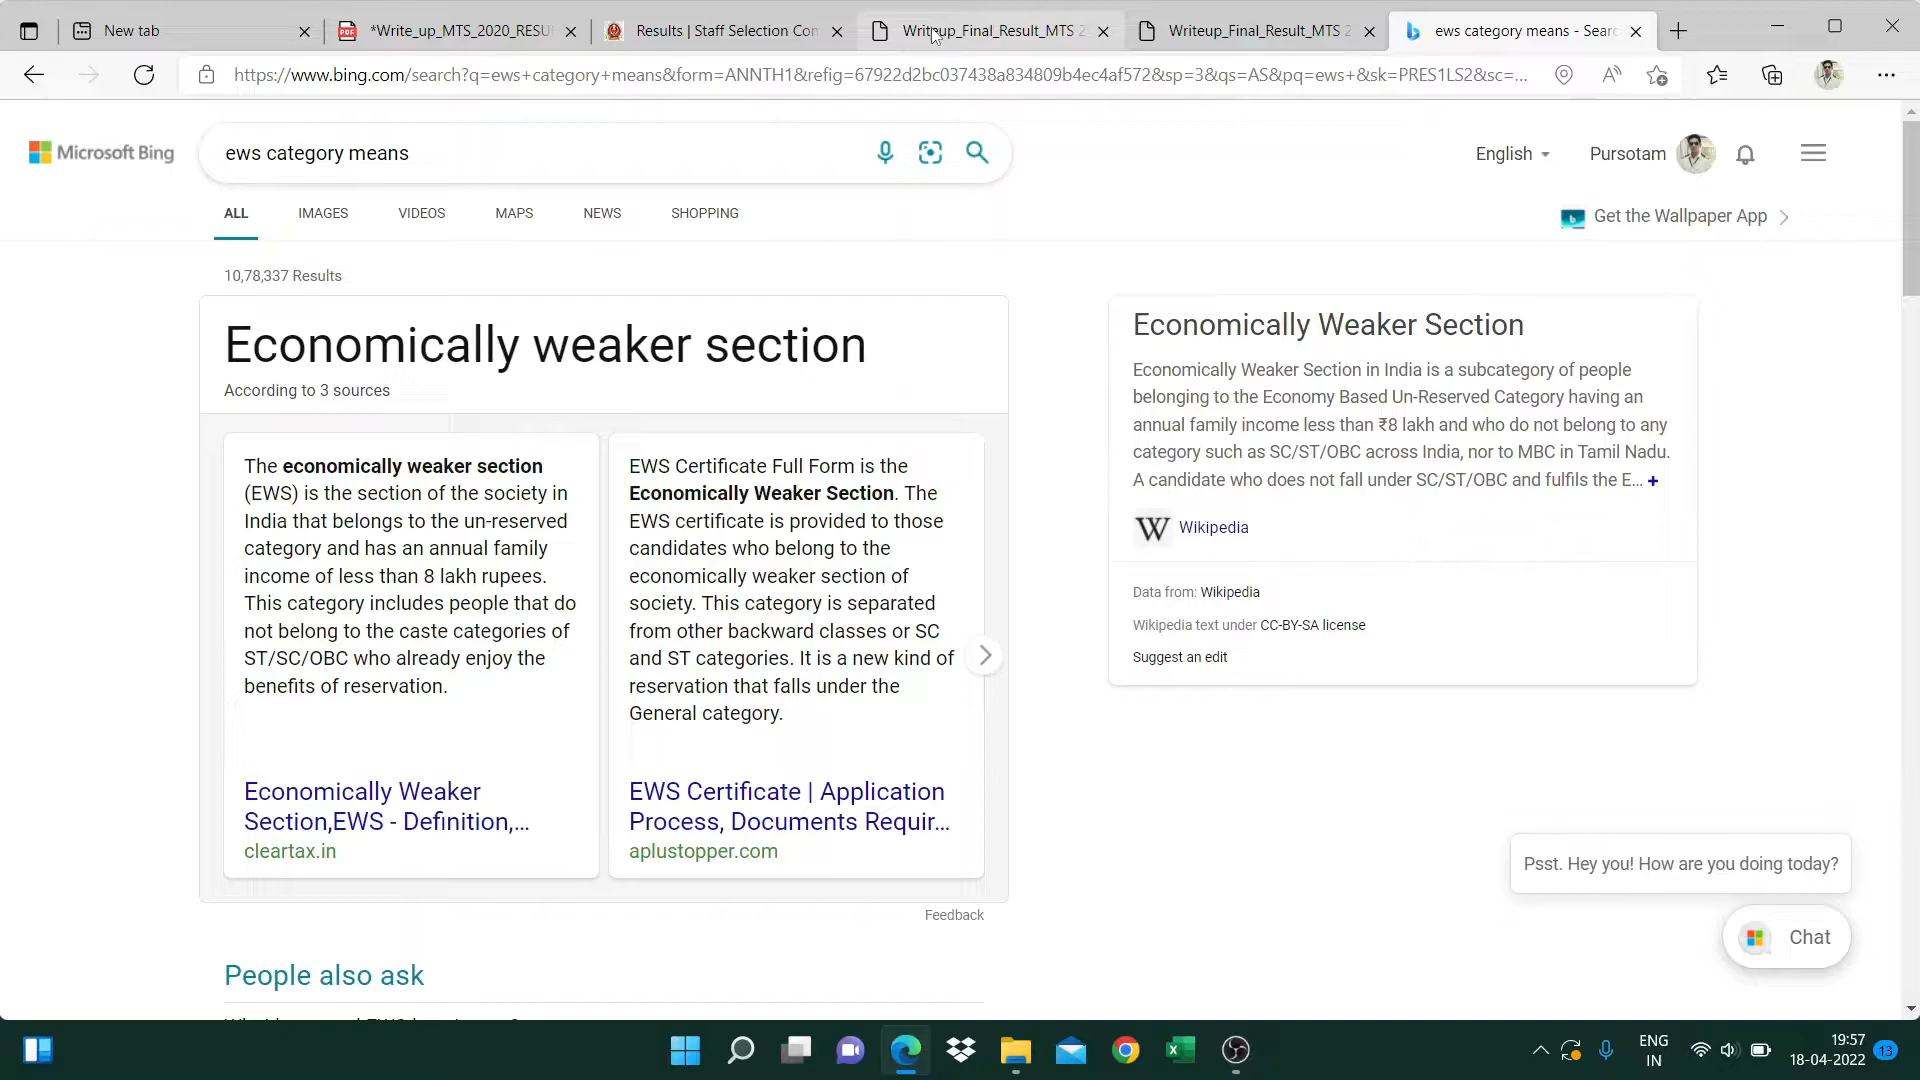 New tab
*Write_up_MTS_2020_RESU
Results | Staff Selection Com
Writeup_Final_Result_MTS 2
Writeup_Final_Result_MTS 2
ews category means - Searc
https://www.bing.com/search?q=ews+category+means&form=ANNTH1&refig=67922d2bc037438a834809b4ec4af572&sp=3&qs=AS&pq=ews+&sk=PRES1LS2&sc=...
Microsoft Bing
ews category means
English
Pursotam
ALL
IMAGES
VIDEOS
MAPS
NEWS
SHOPPING
Get the Wallpaper App
10,78,337 Results
Economically weaker section
According to 3 sources
The economically weaker section
(EWS) is the section of the society in
India that belongs to the un-reserved
category and has an annual family
income of less than 8 lakh rupees.
This category includes people that do
not belong to the caste categories of
ST/SC/OBC who already enjoy the
benefits of reservation.
Economically Weaker
Section,EWS - Definition,...
cleartax.in
EWS Certificate Full Form is the
Economically Weaker Section. The
EWS certificate is provided to those
candidates who belong to the
economically weaker section of
society. This category is separated
from other backward classes or SC
and ST categories. It is a new kind of
reservation that falls under the
General category.
EWS Certificate | Application
Process, Documents Requir...
aplustopper.com
Feedback
People also ask
Economically Weaker Section
Economically Weaker Section in India is a subcategory of people
belonging to the Economy Based Un-Reserved Category having an
annual family income less than ₹8 lakh and who do not belong to any
category such as SC/ST/OBC across India, nor to MBC in Tamil Nadu.
A candidate who does not fall under SC/ST/OBC and fulfils the E... +
W Wikipedia
Data from: Wikipedia
Wikipedia text under CC-BY-SA license
Suggest an edit
Psst. Hey you! How are you doing today?
Chat
ENG
IN
19:57
18-04-2022
13